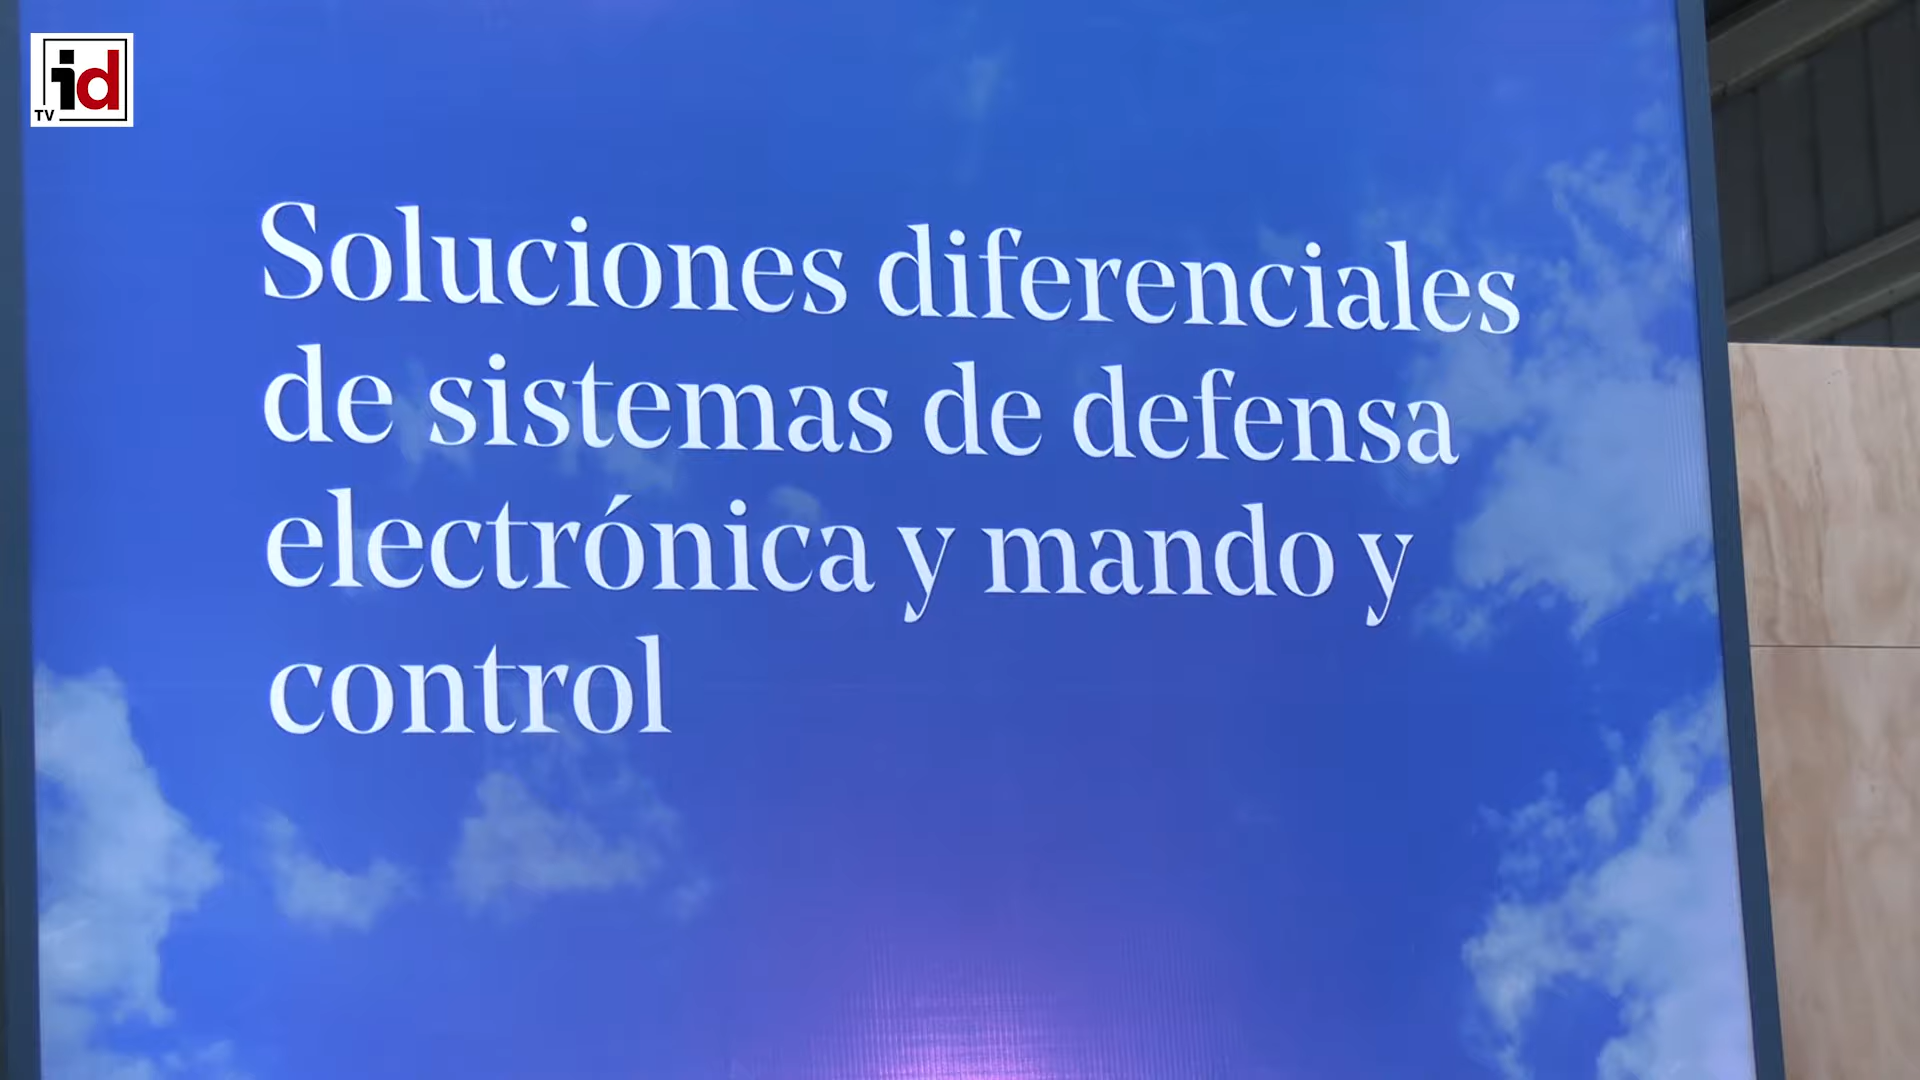 id
TV
Soluciones diferenciales
de sistemas de defensa
electrónica y mando y
control